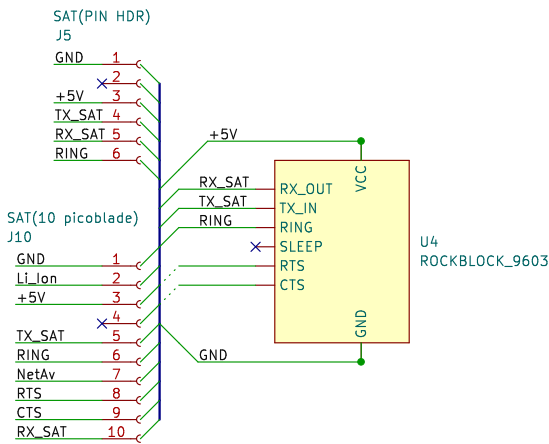 SAT(PIN HDR)
J5
GND 1
2
+5V 3
TX_SAT 4
RX_SAT 5
RING 6
SAT(10 picoblade)
J10
GND 1
Li_Ion 2
+5V 3
4
TX_SAT 5
RING 6
NetAv 7
RTS 8
CTS 9
RX_SAT 10
+5V
RX_SAT
TX_SAT
RING
GND
VCC
RX_OUT
TX_IN
RING
SLEEP
RTS
CTS
GND
U4
ROCKBLOCK_9603